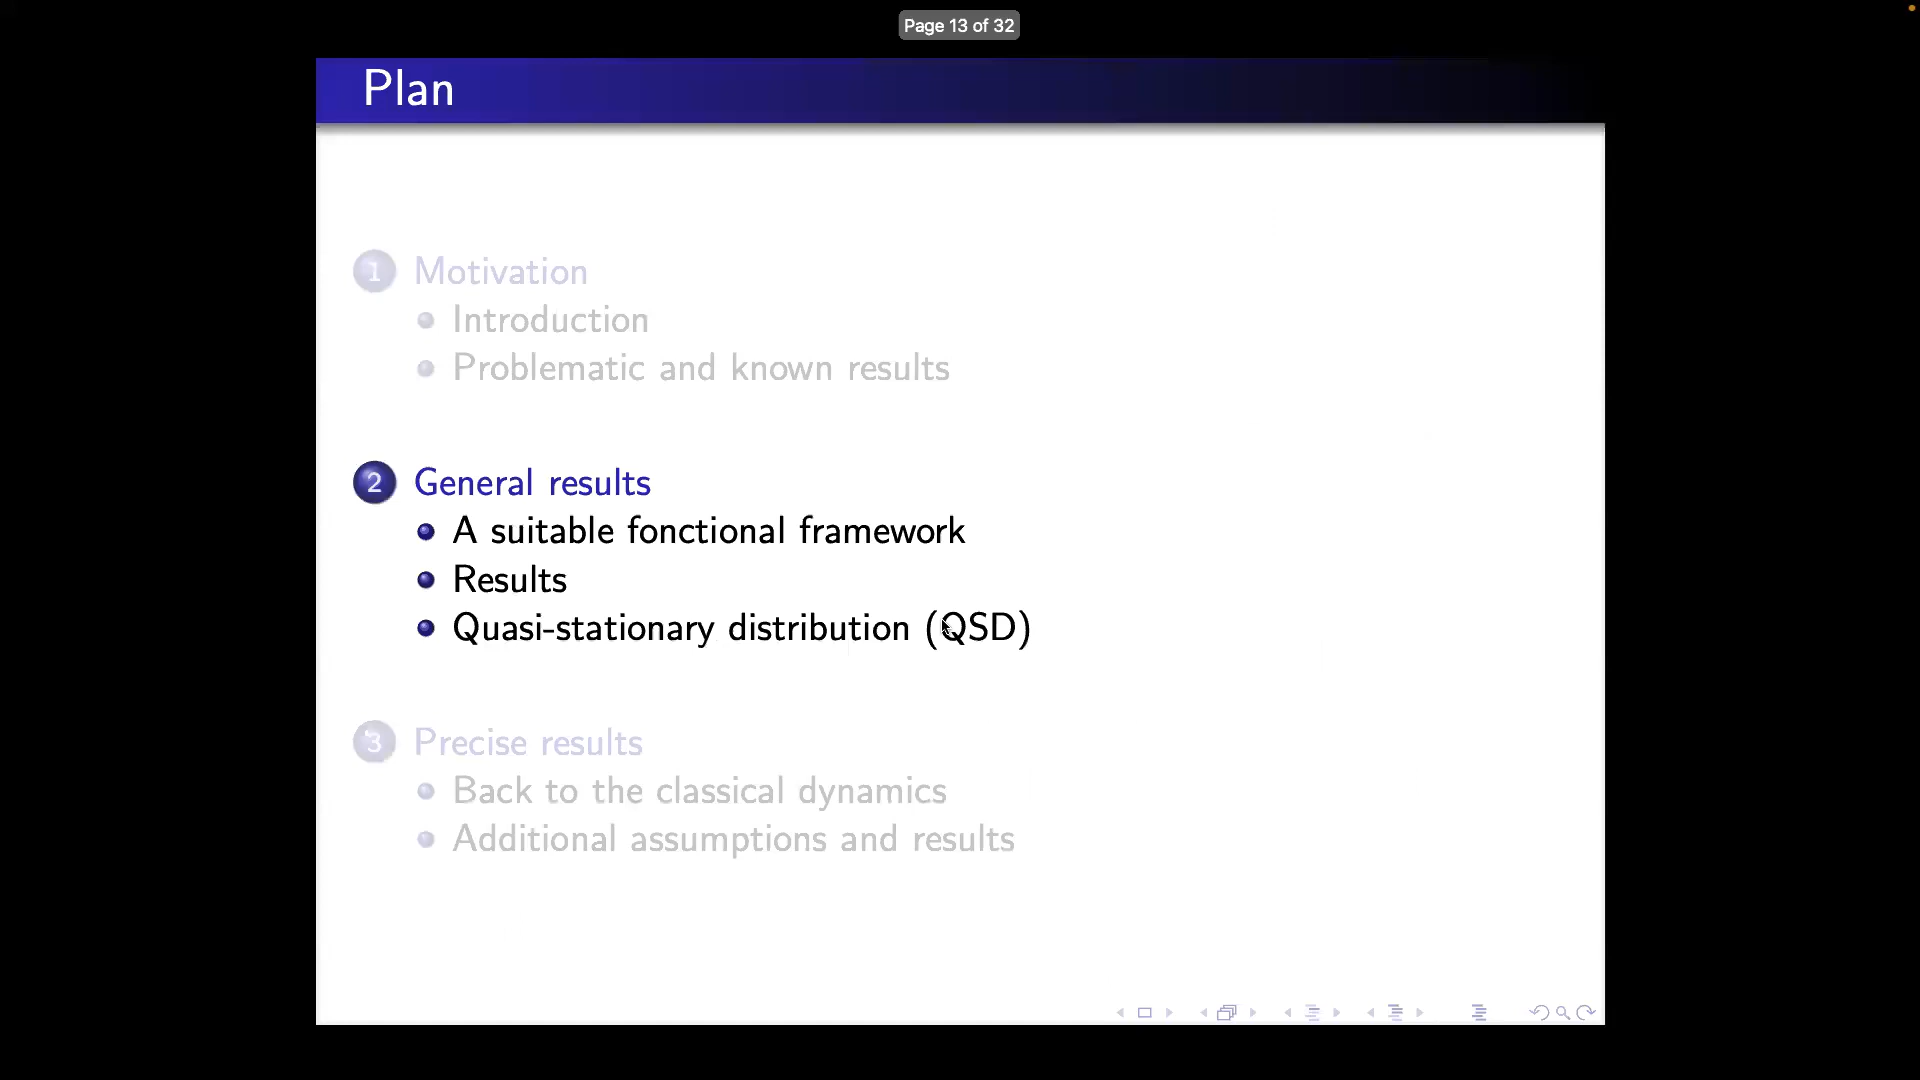 Page 13 of 32
Plan
1 Motivation
Introduction
Problematic and known results
2 General results
A suitable fonctional framework
Results
Quasi-stationary distribution (QSD)
3 Precise results
Back to the classical dynamics
Additional assumptions and results